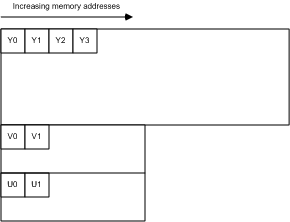 Increasing memory addresses
Y0 Y1 Y2 Y3
V0 V1
U0 U1